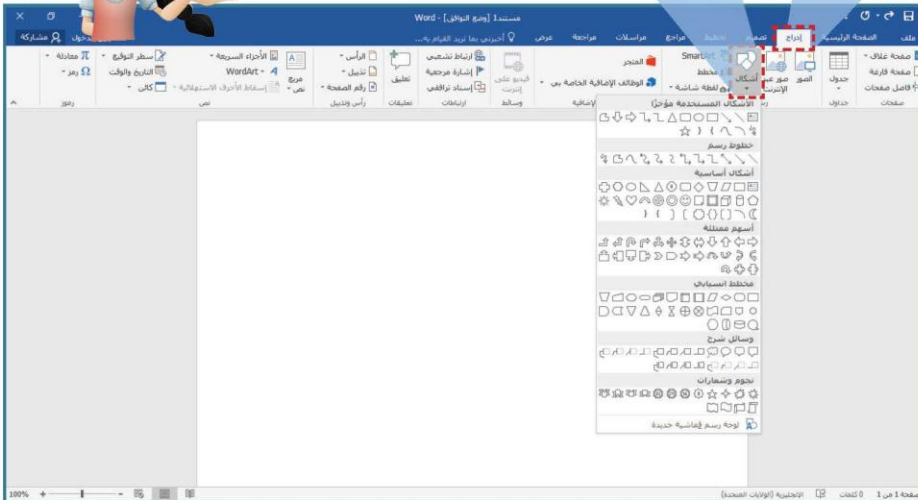 مستند1 [وضع التوافق] - Word
ملف الصفحة الرئيسية إدراج مراجع مراسلات مراجعة عرض أخبرني بما تريد القيام به... مشاركة
صفحة غلاف
صفحة فارغة
فاصل صفحات
صفحات
جدول
جداول
الصور
صور عبر الإنترنت
أشكال
SmartArt
مخطط
لقطة شاشة
المتجر
الوظائف الإضافية الخاصة بي
فيديو على إنترنت
وسائط
ارتباط تشعبي
إشارة مرجعية
إسناد ترافقي
ارتباطات
تعليق
تعليقات
الرأس
تذييل
رقم الصفحة
رأس وتذييل
مربع نص
الأجزاء السريعة
WordArt
إسقاط الأحرف الاستهلالية
سطر التوقيع
التاريخ والوقت
كائن
نص
معادلة
رمز
رموز
الأشكال المستخدمة مؤخرًا
خطوط رسم
أشكال أساسية
أسهم ممتلئة
مخطط انسيابي
وسائل شرح
نجوم وشعارات
لوحة رسم قماشية جديدة
صفحة 1 من 1 0 كلمات الإنجليزية (الولايات المتحدة) 100%